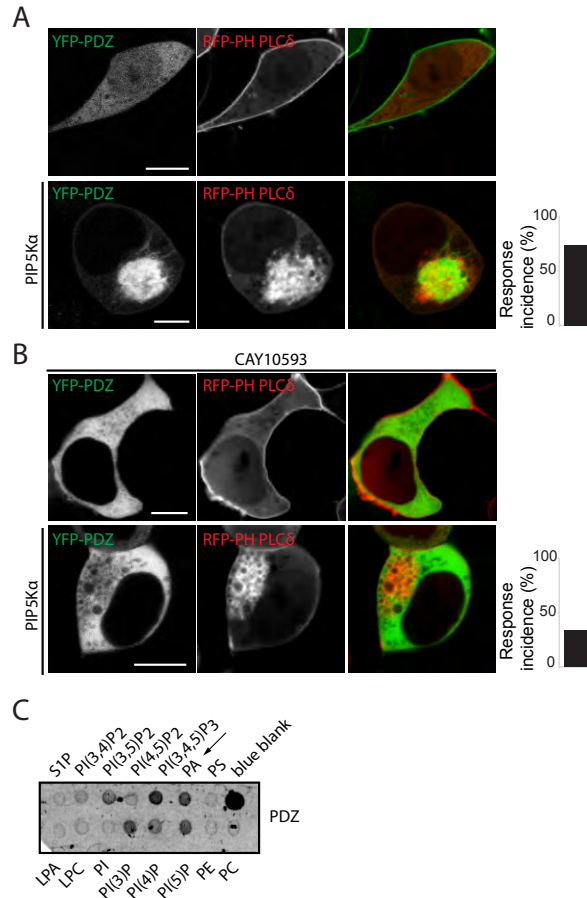 A
YFP-PDZ
RFP-PH PLCδ
PIP5Kα
YFP-PDZ
RFP-PH PLCδ
Response
incidence (%)
100
50
0
B
CAY10593
YFP-PDZ
RFP-PH PLCδ
PIP5Kα
YFP-PDZ
RFP-PH PLCδ
Response
incidence (%)
100
50
0
C
S1P
PI(3,4)P2
PI(3,5)P2
PI(4,5)P2
PI(3,4,5)P3
PA
PS
blue blank
PDZ
LPA
LPC
PI
PI(3)P
PI(4)P
PI(5)P
PE
PC